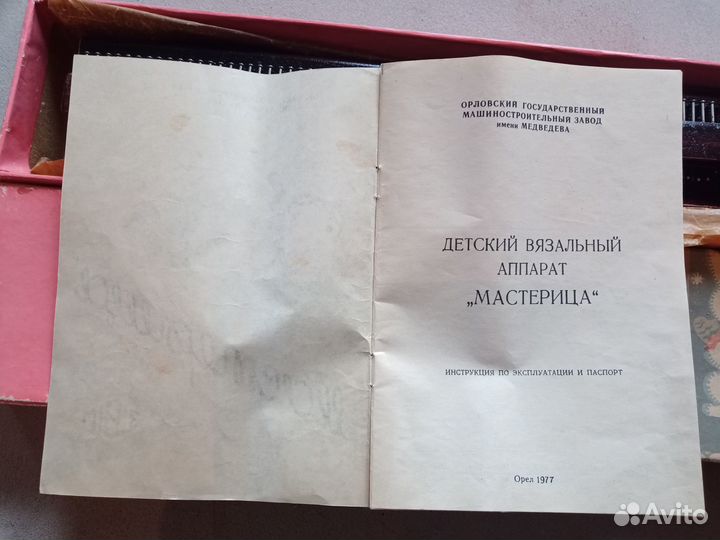 ОРЛОВСКИЙ ГОСУДАРСТВЕННЫЙ
МАШИНОСТРОИТЕЛЬНЫЙ ЗАВОД
имени МЕДВЕДЕВА
ДЕТСКИЙ ВЯЗАЛЬНЫЙ
АППАРАТ
„МАСТЕРИЦА“
ИНСТРУКЦИЯ ПО ЭКСПЛУАТАЦИИ И ПАСПОРТ
Орел 1977
Avito